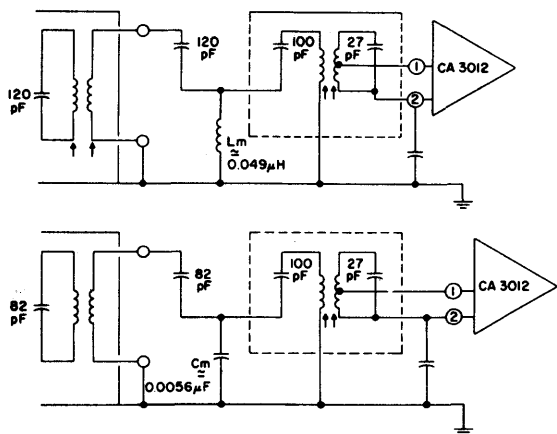 120
pF
120
pF
100
pF
27
pF
1
CA 3012
2
Lm
≃
0.049μH
82
pF
82
pF
100
pF
27
pF
1
CA 3012
2
Cm
≃
0.0056μF